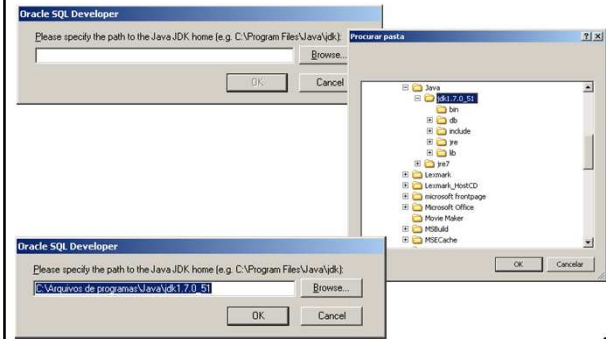 Oracle SQL Developer
Please specify the path to the Java JDK home (e.g. C:\Program Files\Java\jdk):
Browse...
OK
Cancel
Procurar pasta
Java
jdk1.7.0_51
bin
db
include
jre
lib
jre7
Lexmark
Lexmark_HostCD
microsoft frontpage
Microsoft Office
Movie Maker
MSBuild
MSECache
OK
Cancelar
Oracle SQL Developer
Please specify the path to the Java JDK home (e.g. C:\Program Files\Java\jdk):
C:\Arquivos de programas\Java\jdk1.7.0_51
Browse...
OK
Cancel